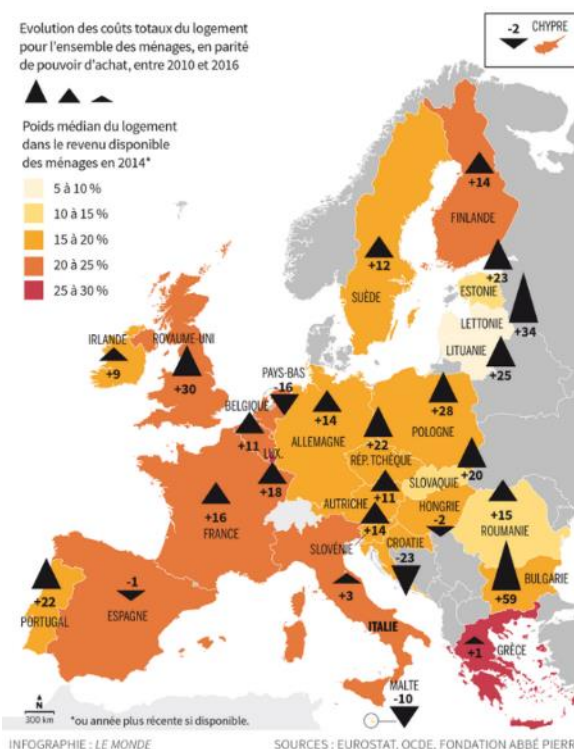 Evolution des coûts totaux du logement
pour l'ensemble des ménages, en parité
de pouvoir d'achat, entre 2010 et 2016
-2 CHYPRE
Poids médian du logement
dans le revenu disponible
des ménages en 2014*
5 à 10 %
10 à 15 %
15 à 20 %
20 à 25 %
25 à 30 %
+14
FINLANDE
+12
SUÈDE
+23
ESTONIE
LETTONIE
+34
LITUANIE
+25
IRLANDE
+9
ROYAUME-UNI
+30
PAYS-BAS
-16
BELGIQUE
+11
+14
ALLEMAGNE
+28
POLOGNE
+22
RÉP. TCHÈQUE
LUX.
+18
+20
SLOVAQUIE
+11
AUTRICHE
+14
HONGRIE
-2
+15
ROUMANIE
+16
FRANCE
CROATIE
-23
SLOVÉNIE
+3
BULGARIE
+59
+22
PORTUGAL
-1
ESPAGNE
ITALIE
+1
GRÈCE
MALTE
-10
N
300 km
*ou année plus récente si disponible.
INFOGRAPHIE : LE MONDE
SOURCES : EUROSTAT, OCDE, FONDATION ABBÉ PIERR